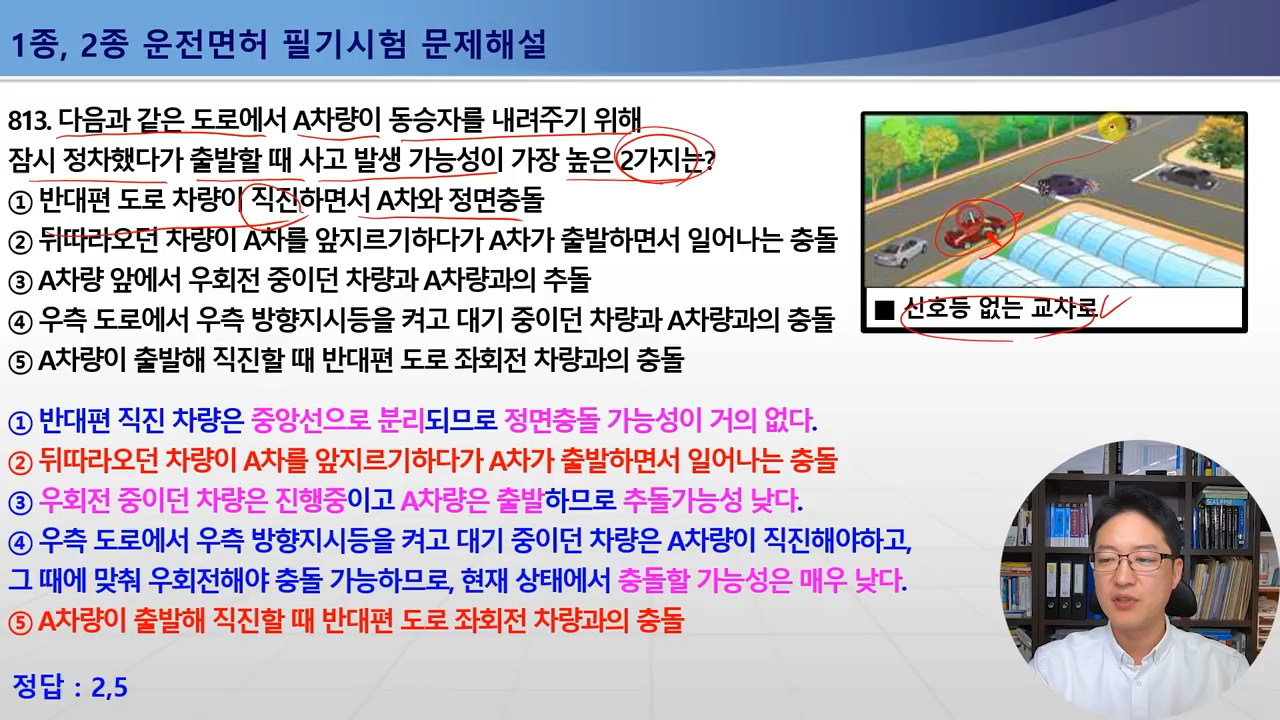 1종, 2종 운전면허 필기시험 문제해설
813. 다음과 같은 도로에서 A차량이 동승자를 내려주기 위해
잠시 정차했다가 출발할 때 사고 발생 가능성이 가장 높은 2가지는?
① 반대편 도로 차량이 직진하면서 A차와 정면충돌
② 뒤따라오던 차량이 A차를 앞지르기하다가 A차가 출발하면서 일어나는 충돌
③ A차량 앞에서 우회전 중이던 차량과 A차량과의 추돌
④ 우측 도로에서 우측 방향지시등을 켜고 대기 중이던 차량과 A차량과의 충돌
⑤ A차량이 출발해 직진할 때 반대편 도로 좌회전 차량과의 충돌
■ 신호등 없는 교차로
① 반대편 직진 차량은 중앙선으로 분리되므로 정면충돌 가능성이 거의 없다.
② 뒤따라오던 차량이 A차를 앞지르기하다가 A차가 출발하면서 일어나는 충돌
③ 우회전 중이던 차량은 진행중이고 A차량은 출발하므로 추돌가능성 낮다.
④ 우측 도로에서 우측 방향지시등을 켜고 대기 중이던 차량은 A차량이 직진해야하고,
그 때에 맞춰 우회전해야 충돌 가능하므로, 현재 상태에서 충돌할 가능성은 매우 낮다.
⑤ A차량이 출발해 직진할 때 반대편 도로 좌회전 차량과의 충돌
정답 : 2,5